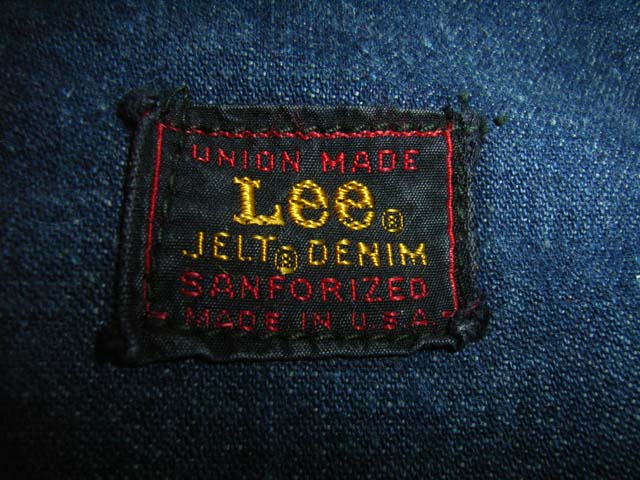 UNION MADE
Lee®
JELT® DENIM
SANFORIZED
MADE IN U.S.A.